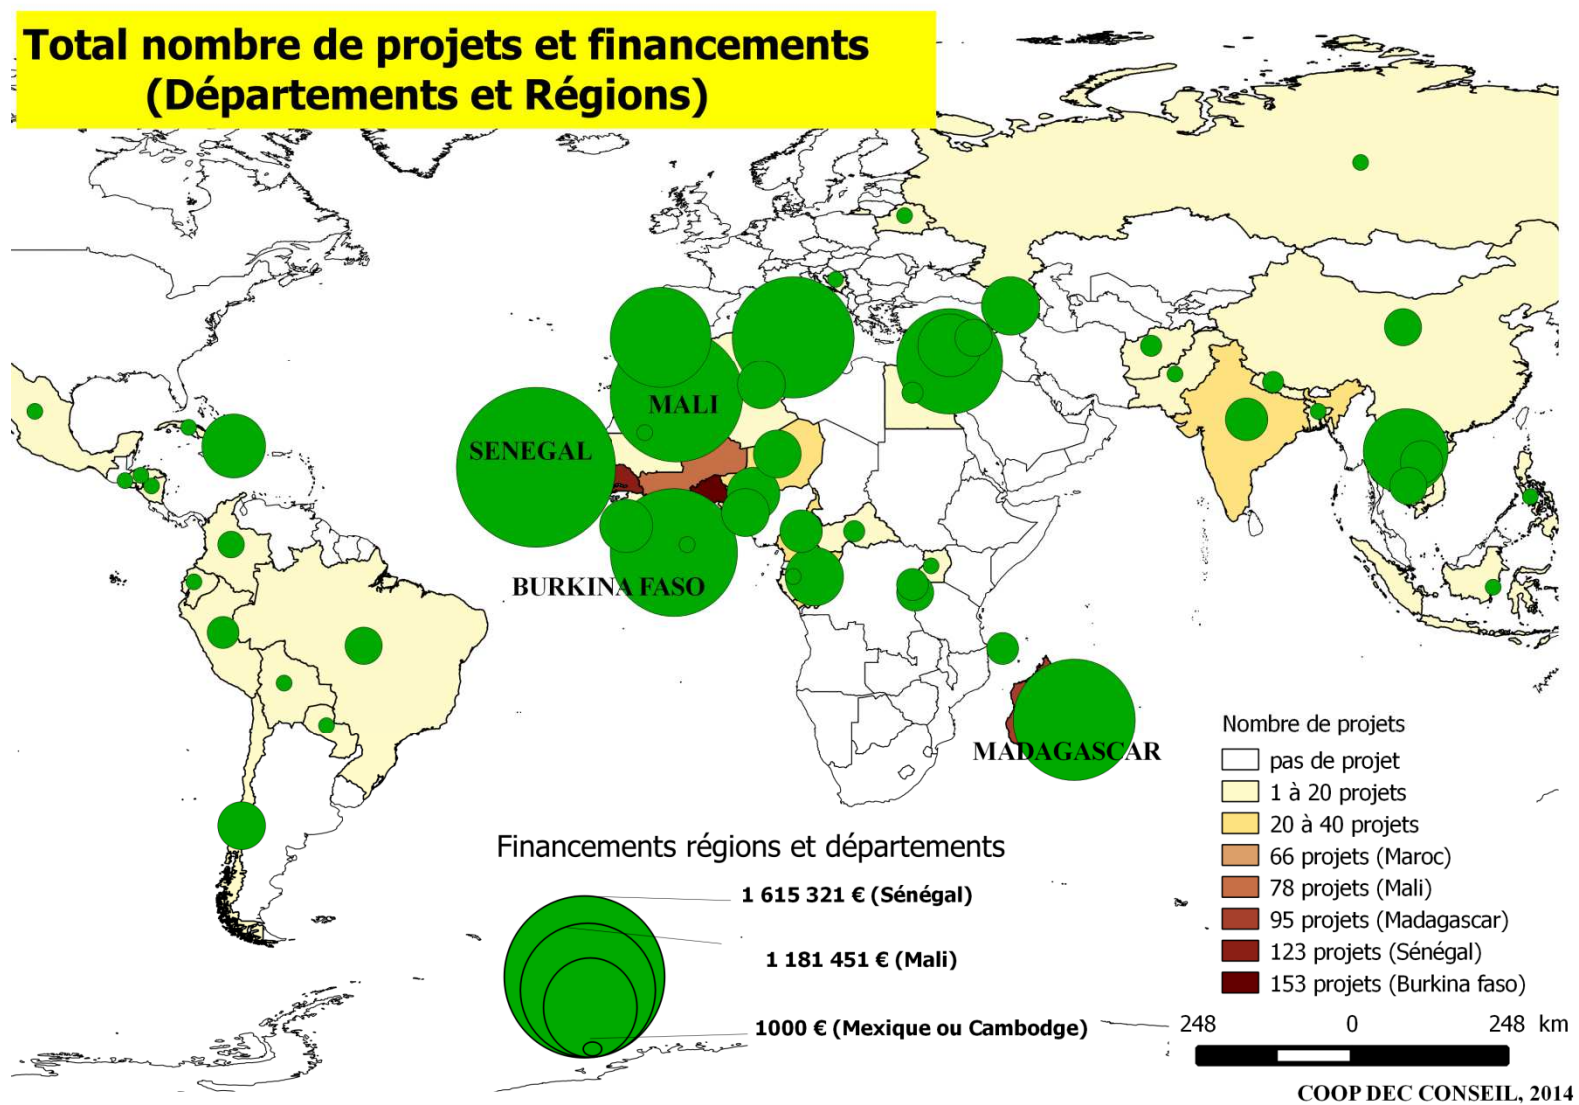 Total nombre de projets et financements
(Départements et Régions)
MALI
SENEGAL
BURKINA FASO
MADAGASCAR
Nombre de projets
pas de projet
1 à 20 projets
20 à 40 projets
66 projets (Maroc)
78 projets (Mali)
95 projets (Madagascar)
123 projets (Sénégal)
153 projets (Burkina faso)
Financements régions et départements
1 615 321 € (Sénégal)
1 181 451 € (Mali)
1000 € (Mexique ou Cambodge)
248 0 248 km
COOP DEC CONSEIL, 2014